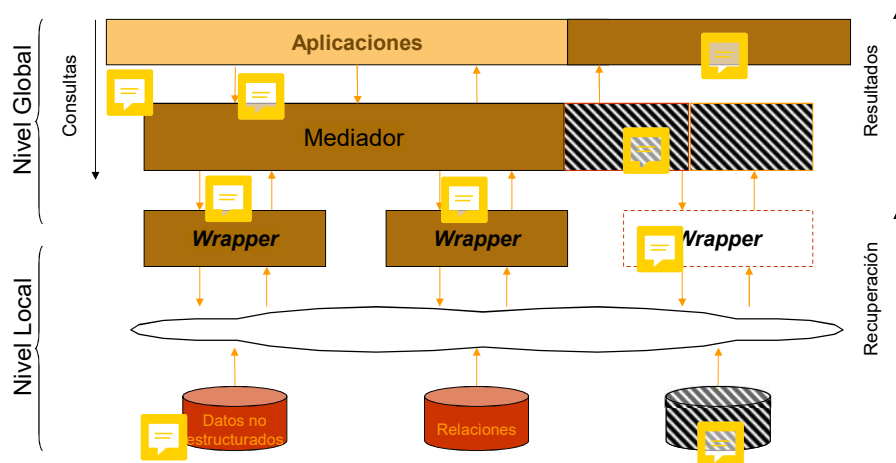 Aplicaciones
Nivel Global
Consultas
Resultados
Mediador
Wrapper
Wrapper
Wrapper
Nivel Local
Recuperación
Datos no
estructurados
Relaciones